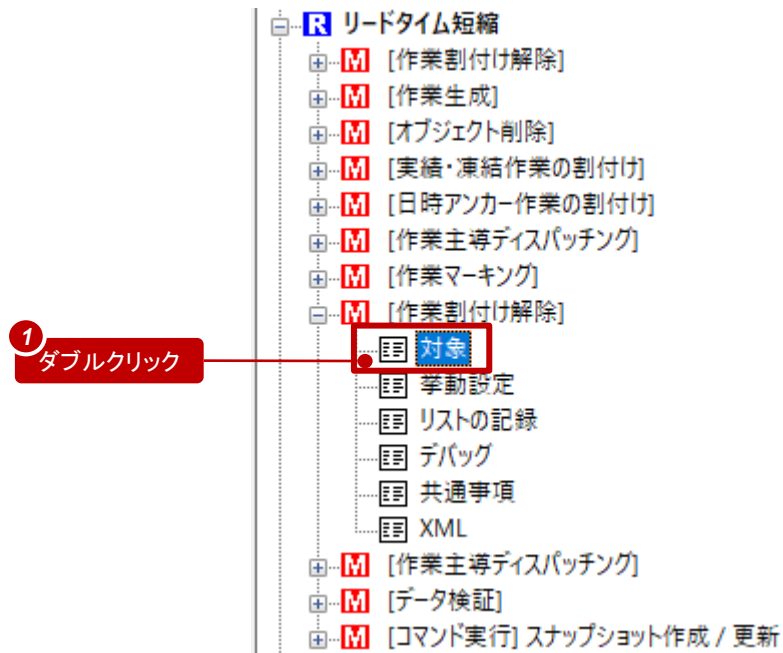 R リードタイム短縮
M [作業割付け解除]
M [作業生成]
M [オブジェクト削除]
M [実績・凍結作業の割付け]
M [日時アンカー作業の割付け]
M [作業主導ディスパッチング]
M [作業マーキング]
M [作業割付け解除]
1
ダブルクリック
対象
挙動設定
リストの記録
デバッグ
共通事項
XML
M [作業主導ディスパッチング]
M [データ検証]
M [コマンド実行] スナップショット作成 / 更新